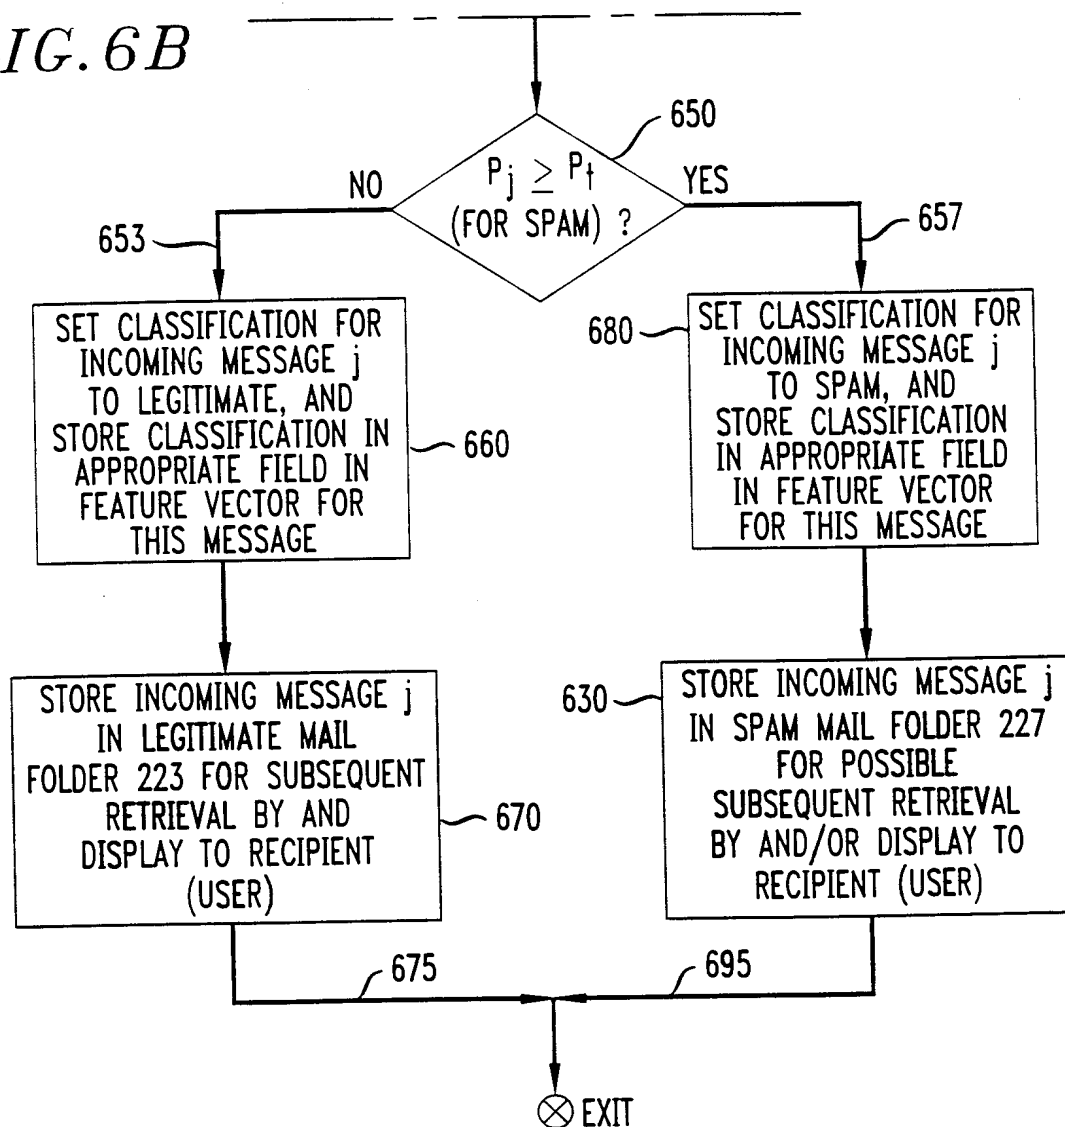 IG. 6B
650
P j ≥ P t
(FOR SPAM) ?
NO
YES
653
657
SET CLASSIFICATION FOR
INCOMING MESSAGE j
TO LEGITIMATE, AND
STORE CLASSIFICATION IN
APPROPRIATE FIELD IN
FEATURE VECTOR FOR
THIS MESSAGE
660
680
SET CLASSIFICATION FOR
INCOMING MESSAGE j
TO SPAM, AND
STORE CLASSIFICATION
IN APPROPRIATE FIELD
IN FEATURE VECTOR
FOR THIS MESSAGE
STORE INCOMING MESSAGE j
IN LEGITIMATE MAIL
FOLDER 223 FOR SUBSEQUENT
RETRIEVAL BY AND
DISPLAY TO RECIPIENT
(USER)
670
630
STORE INCOMING MESSAGE j
IN SPAM MAIL FOLDER 227
FOR POSSIBLE
SUBSEQUENT RETRIEVAL
BY AND/OR DISPLAY TO
RECIPIENT (USER)
675
695
EXIT